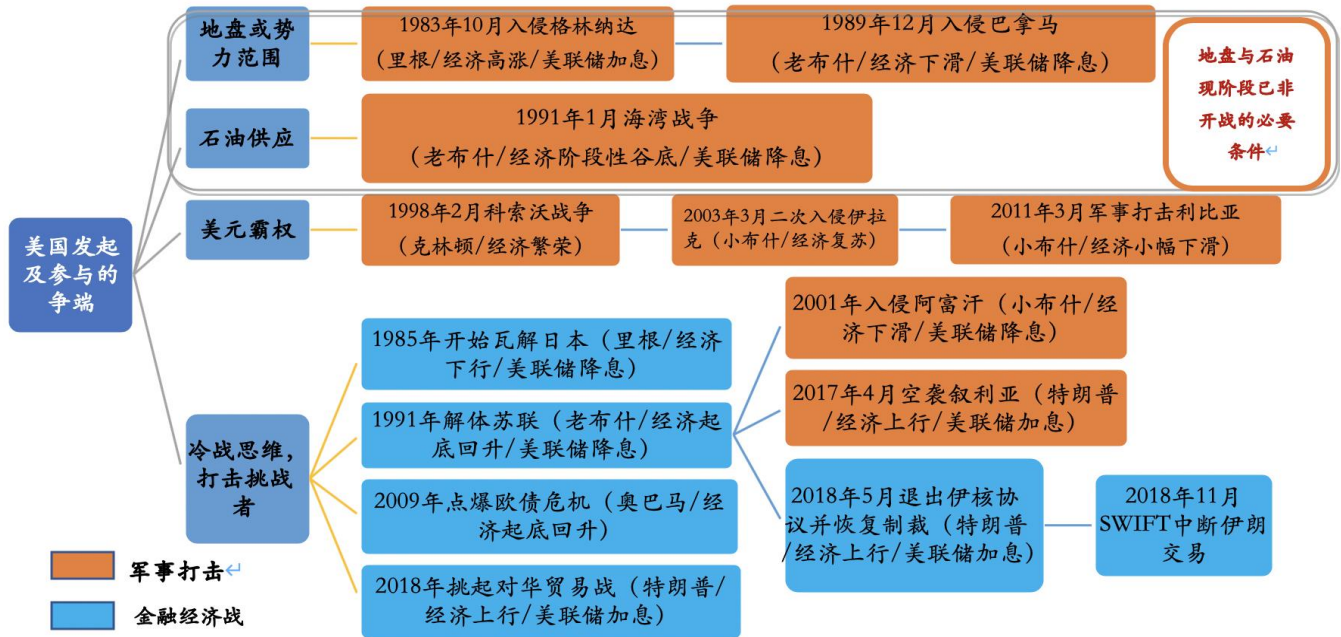 地盘或势
力范围
1983年10月入侵格林纳达
(里根/经济高涨/美联储加息)
1989年12月入侵巴拿马
(老布什/经济下滑/美联储降息)
地盘与石油
现阶段已非
开战的必要
条件↵
石油供应
1991年1月海湾战争
(老布什/经济阶段性谷底/美联储降息)
美国发起
及参与的
争端
美元霸权
1998年2月科索沃战争
(克林顿/经济繁荣)
2003年3月二次入侵伊拉
克(小布什/经济复苏)
2011年3月军事打击利比亚
(小布什/经济小幅下滑)
冷战思维,
打击挑战
者
1985年开始瓦解日本(里根/经济
下行/美联储降息)
1991年解体苏联(老布什/经济起
底回升/美联储降息)
2009年点爆欧债危机(奥巴马/经
济起底回升)
2018年挑起对华贸易战(特朗普/
经济上行/美联储加息)
2001年入侵阿富汗(小布什/经
济下滑/美联储降息)
2017年4月空袭叙利亚(特朗普
/经济上行/美联储加息)
2018年5月退出伊核协
议并恢复制裁(特朗普
/经济上行/美联储加息)
2018年11月
SWIFT中断伊朗
交易
军事打击↵
金融经济战